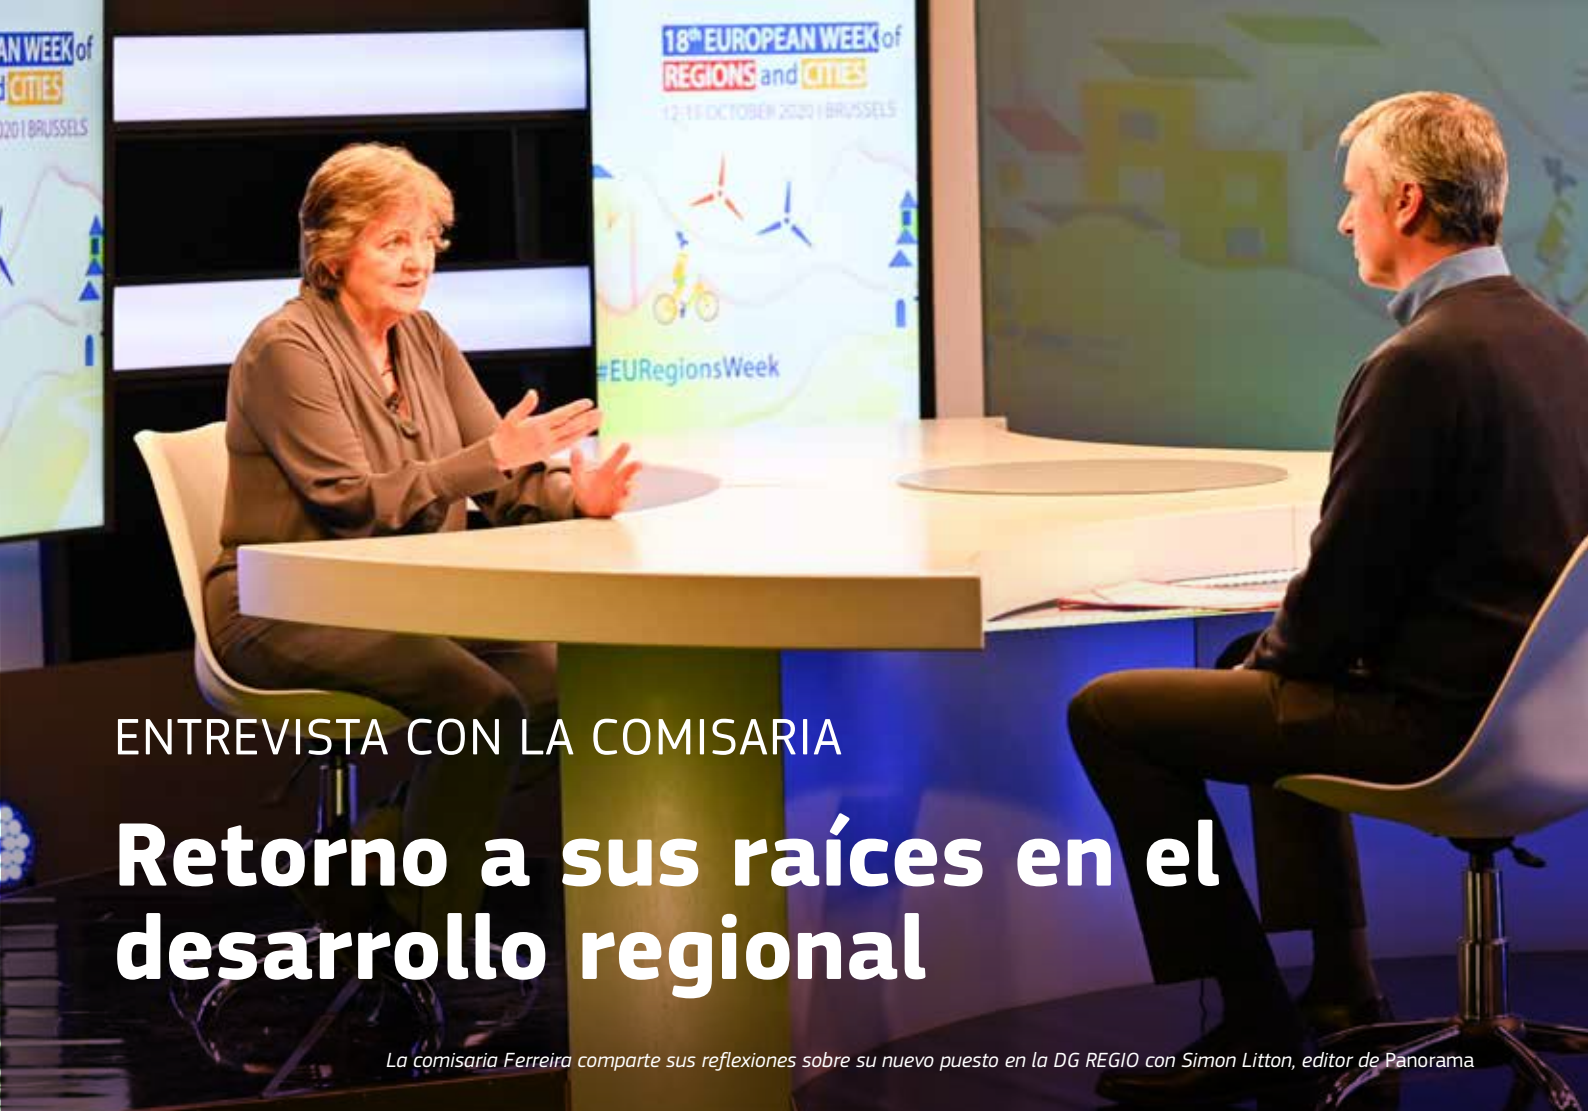 AN WEEK of
CITIES
2020 I BRUSSELS
18th EUROPEAN WEEK of
REGIONS and CITIES
12-15 OCTOBER 2020 I BRUSSELS
#EURegionsWeek
ENTREVISTA CON LA COMISARIA
Retorno a sus raíces en el
desarrollo regional
La comisaria Ferreira comparte sus reflexiones sobre su nuevo puesto en la DG REGIO con Simon Litton, editor de Panorama